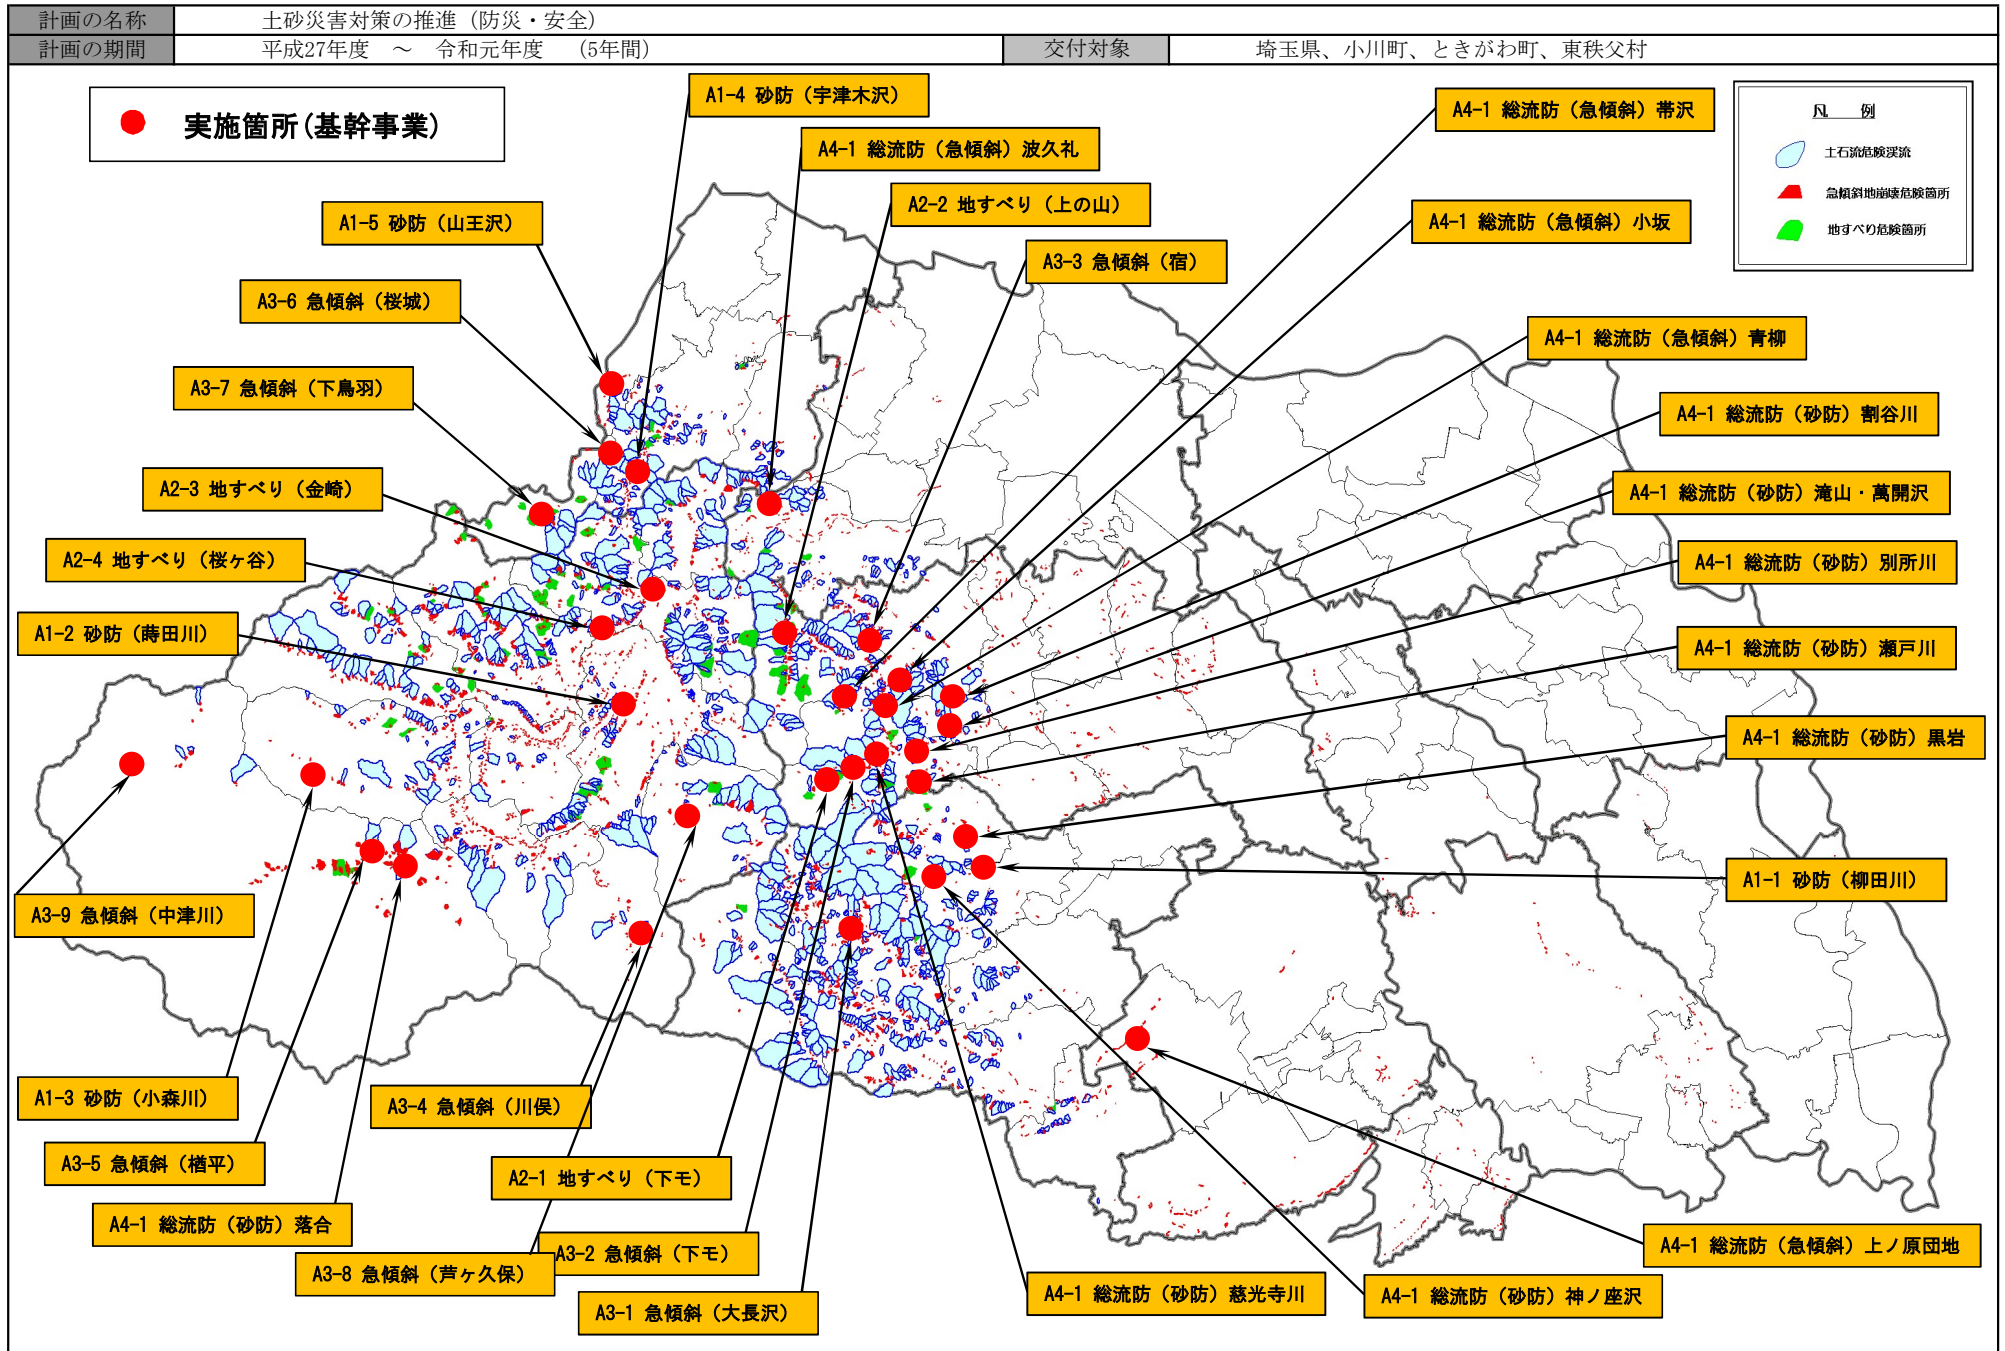 計画の名称 土砂災害対策の推進（防災・安全）
計画の期間 平成27年度 ～ 令和元年度 （5年間） 交付対象 埼玉県、小川町、ときがわ町、東秩父村
実施箇所(基幹事業)
凡 例
土石流危険渓流
急傾斜地崩壊危険箇所
地すべり危険箇所
A1-4 砂防（宇津木沢）
A4-1 総流防（急傾斜）帯沢
A4-1 総流防（急傾斜）波久礼
A2-2 地すべり（上の山）
A1-5 砂防（山王沢）
A4-1 総流防（急傾斜）小坂
A3-3 急傾斜（宿）
A3-6 急傾斜（桜城）
A4-1 総流防（急傾斜）青柳
A3-7 急傾斜（下鳥羽）
A4-1 総流防（砂防）割谷川
A2-3 地すべり（金崎）
A4-1 総流防（砂防）滝山・萬開沢
A2-4 地すべり（桜ヶ谷）
A4-1 総流防（砂防）別所川
A1-2 砂防（蒔田川）
A4-1 総流防（砂防）瀬戸川
A4-1 総流防（砂防）黒岩
A1-1 砂防（柳田川）
A3-9 急傾斜（中津川）
A1-3 砂防（小森川）
A3-4 急傾斜（川俣）
A3-5 急傾斜（楢平）
A2-1 地すべり（下モ）
A4-1 総流防（砂防）落合
A3-2 急傾斜（下モ）
A4-1 総流防（急傾斜）上ノ原団地
A3-8 急傾斜（芦ヶ久保）
A4-1 総流防（砂防）慈光寺川
A4-1 総流防（砂防）神ノ座沢
A3-1 急傾斜（大長沢）